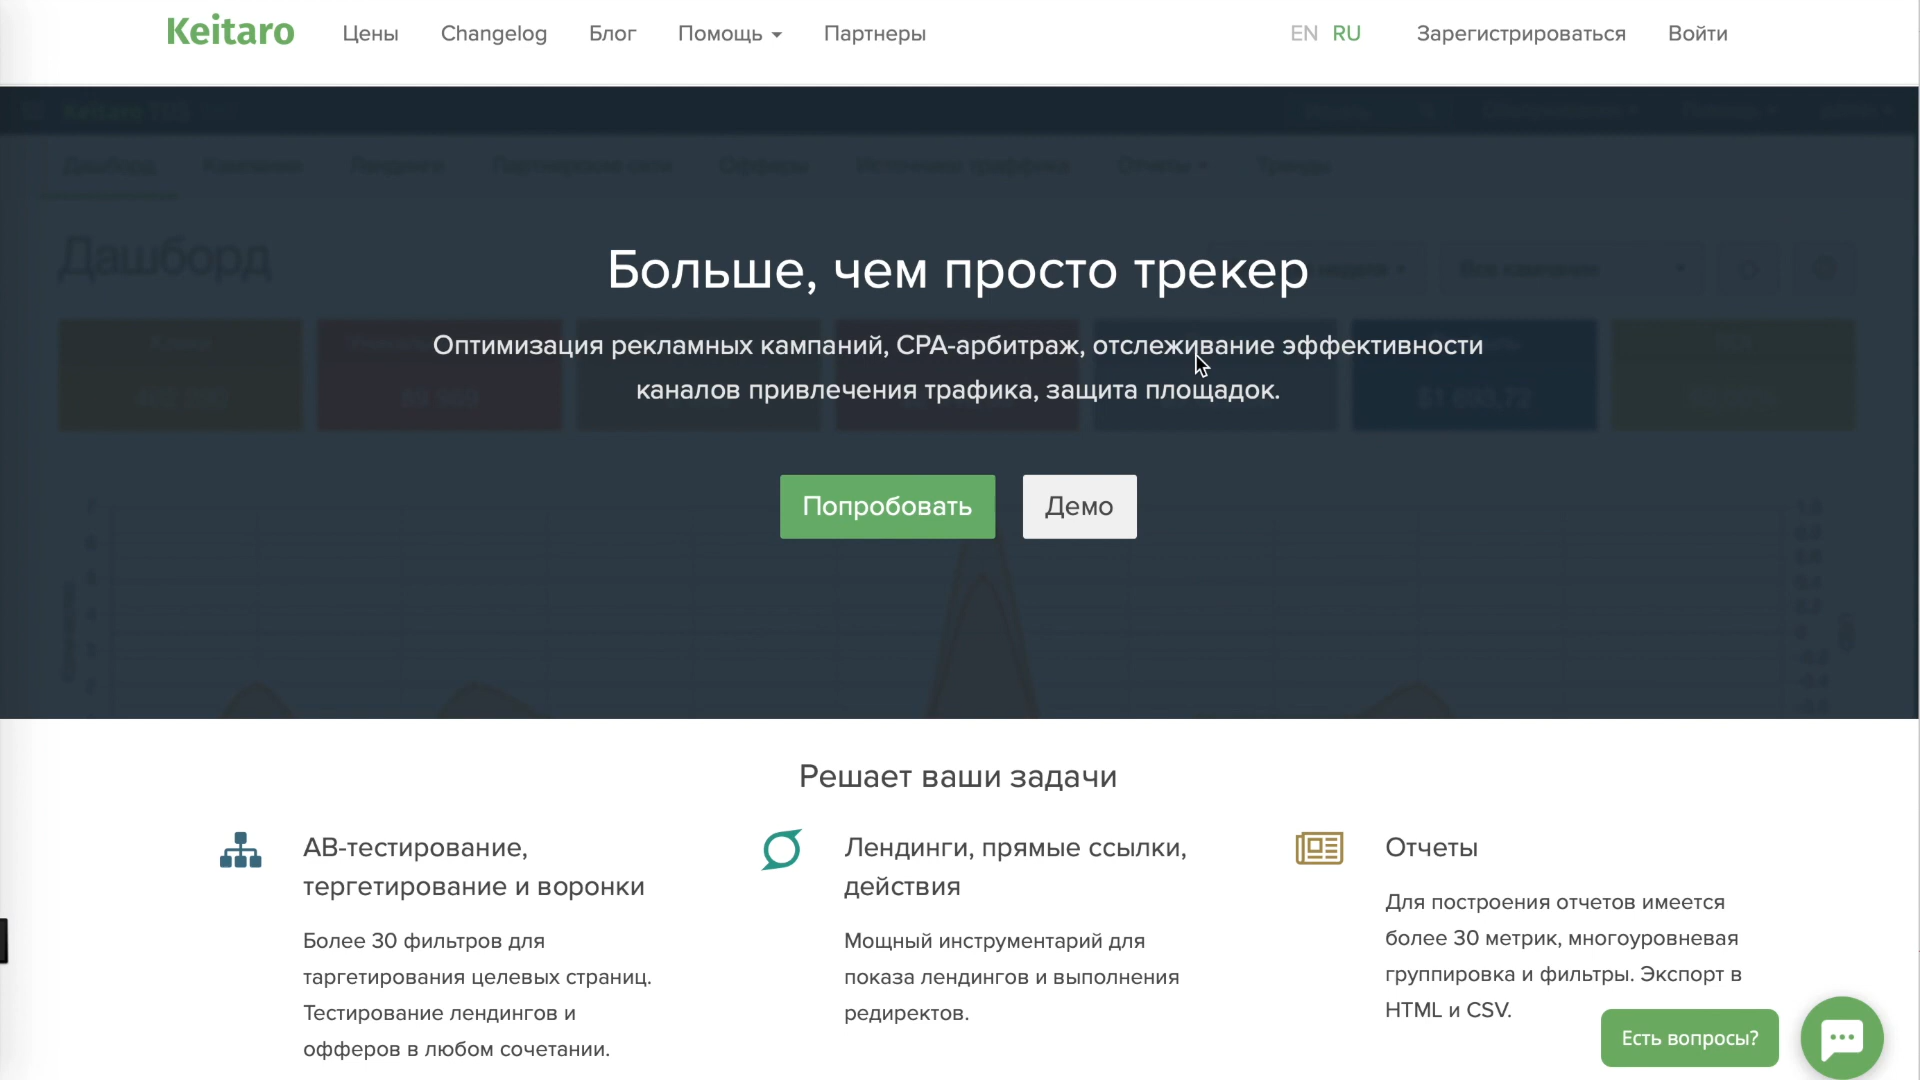 Keitaro
Цены
Changelog
Блог
Помощь
Партнеры
EN RU
Зарегистрироваться
Войти
Дашборд
Больше, чем просто трекер
Оптимизация рекламных кампаний, CPA-арбитраж, отслеживание эффективности
каналов привлечения трафика, защита площадок.
Попробовать
Демо
Решает ваши задачи
AB-тестирование,
тергетирование и воронки
Более 30 фильтров для
таргетирования целевых страниц.
Тестирование лендингов и
офферов в любом сочетании.
Лендинги, прямые ссылки,
действия
Мощный инструментарий для
показа лендингов и выполнения
редиректов.
Отчеты
Для построения отчетов имеется
более 30 метрик, многоуровневая
группировка и фильтры. Экспорт в
HTML и CSV.
Есть вопросы?